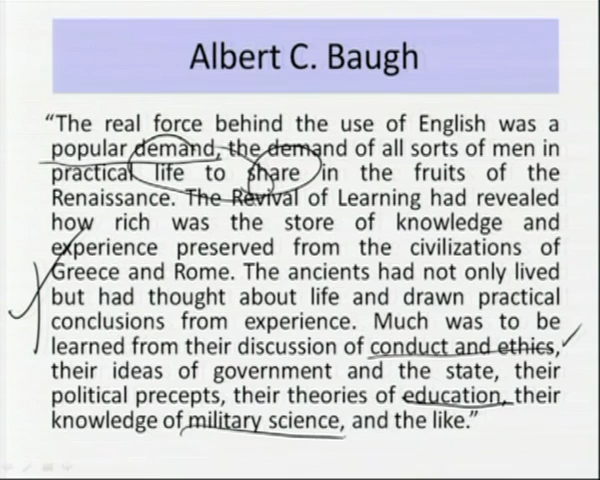 Albert C. Baugh
“The real force behind the use of English was a
popular demand, the demand of all sorts of men in
practical life to share in the fruits of the
Renaissance. The Revival of Learning had revealed
how rich was the store of knowledge and
experience preserved from the civilizations of
Greece and Rome. The ancients had not only lived
but had thought about life and drawn practical
conclusions from experience. Much was to be
learned from their discussion of conduct and ethics,
their ideas of government and the state, their
political precepts, their theories of education, their
knowledge of military science, and the like.”